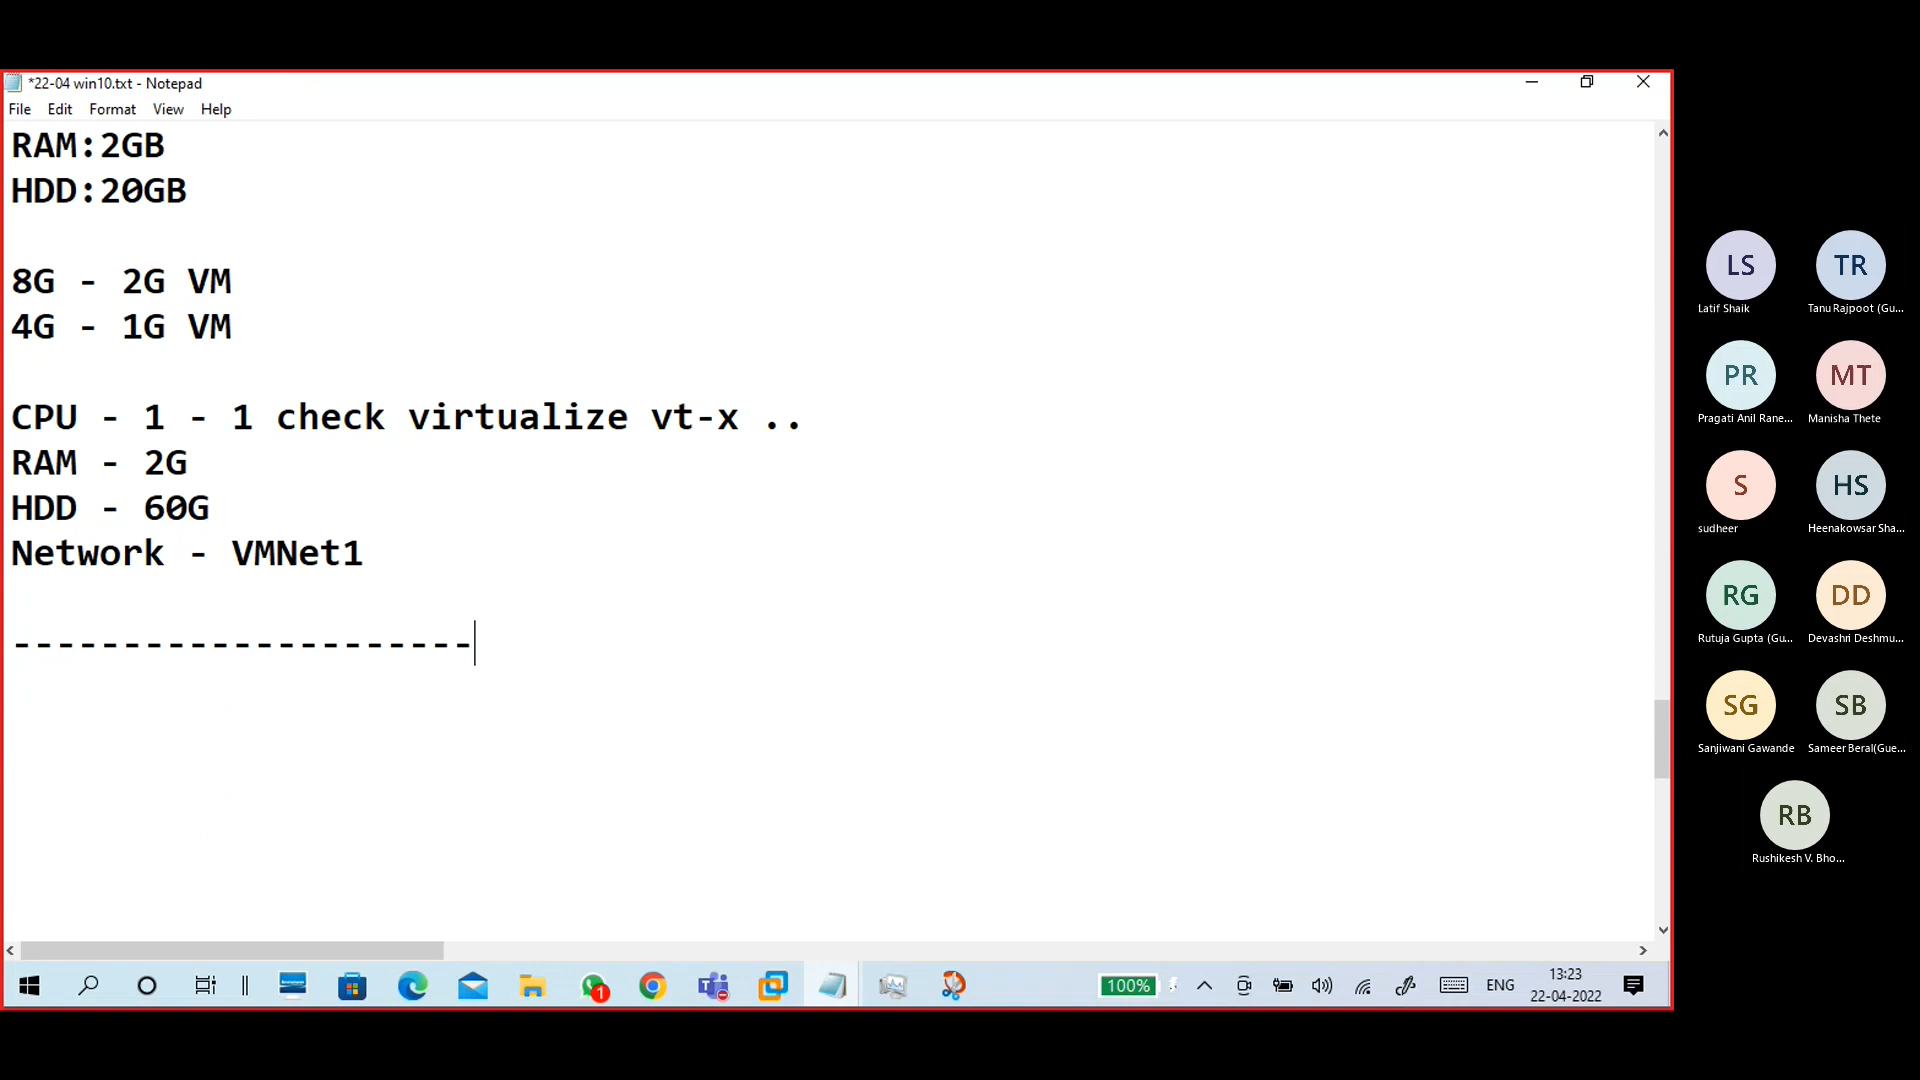 *22-04 win10.txt - Notepad
File Edit Format View Help
RAM:2GB
HDD:20GB
8G - 2G VM
4G - 1G VM
CPU - 1 - 1 check virtualize vt-x ..
RAM - 2G
HDD - 60G
Network - VMNet1
---------------------
LS TR
Latif Shaik Tanu Rajpoot (Gu...
PR MT
Pragati Anil Rane... Manisha Thete
S HS
sudheer Heenakowsar Sha...
RG DD
Rutuja Gupta (Gu... Devashri Deshmu...
SG SB
Sanjiwani Gawande Sameer Beral(Gue...
RB
Rushikesh V. Bho...
1 100% ENG 13:23
22-04-2022